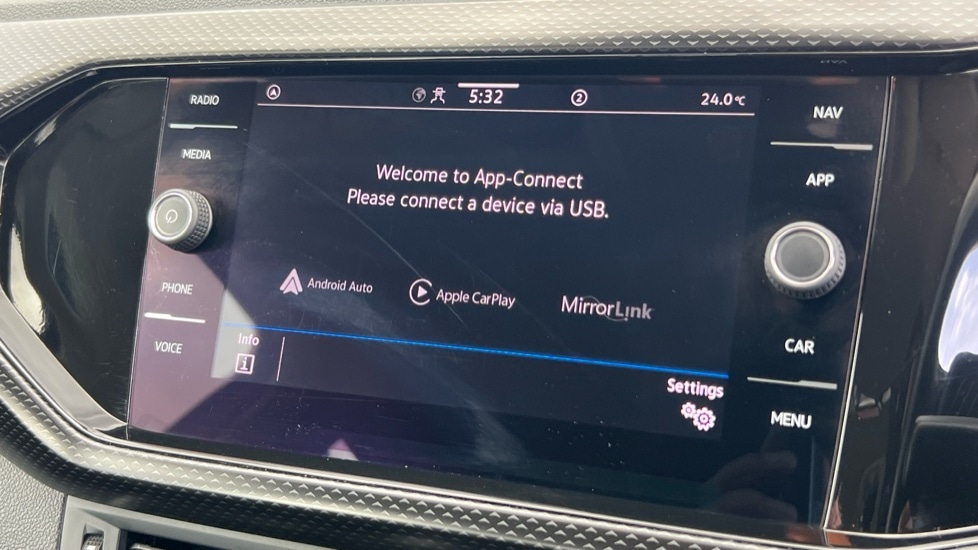 RADIO
5:32
2
24.0°C
NAV
MEDIA
APP
Welcome to App-Connect
Please connect a device via USB.
PHONE
Android Auto
Apple CarPlay
MirrorLink
VOICE
Info
i
CAR
Settings
MENU